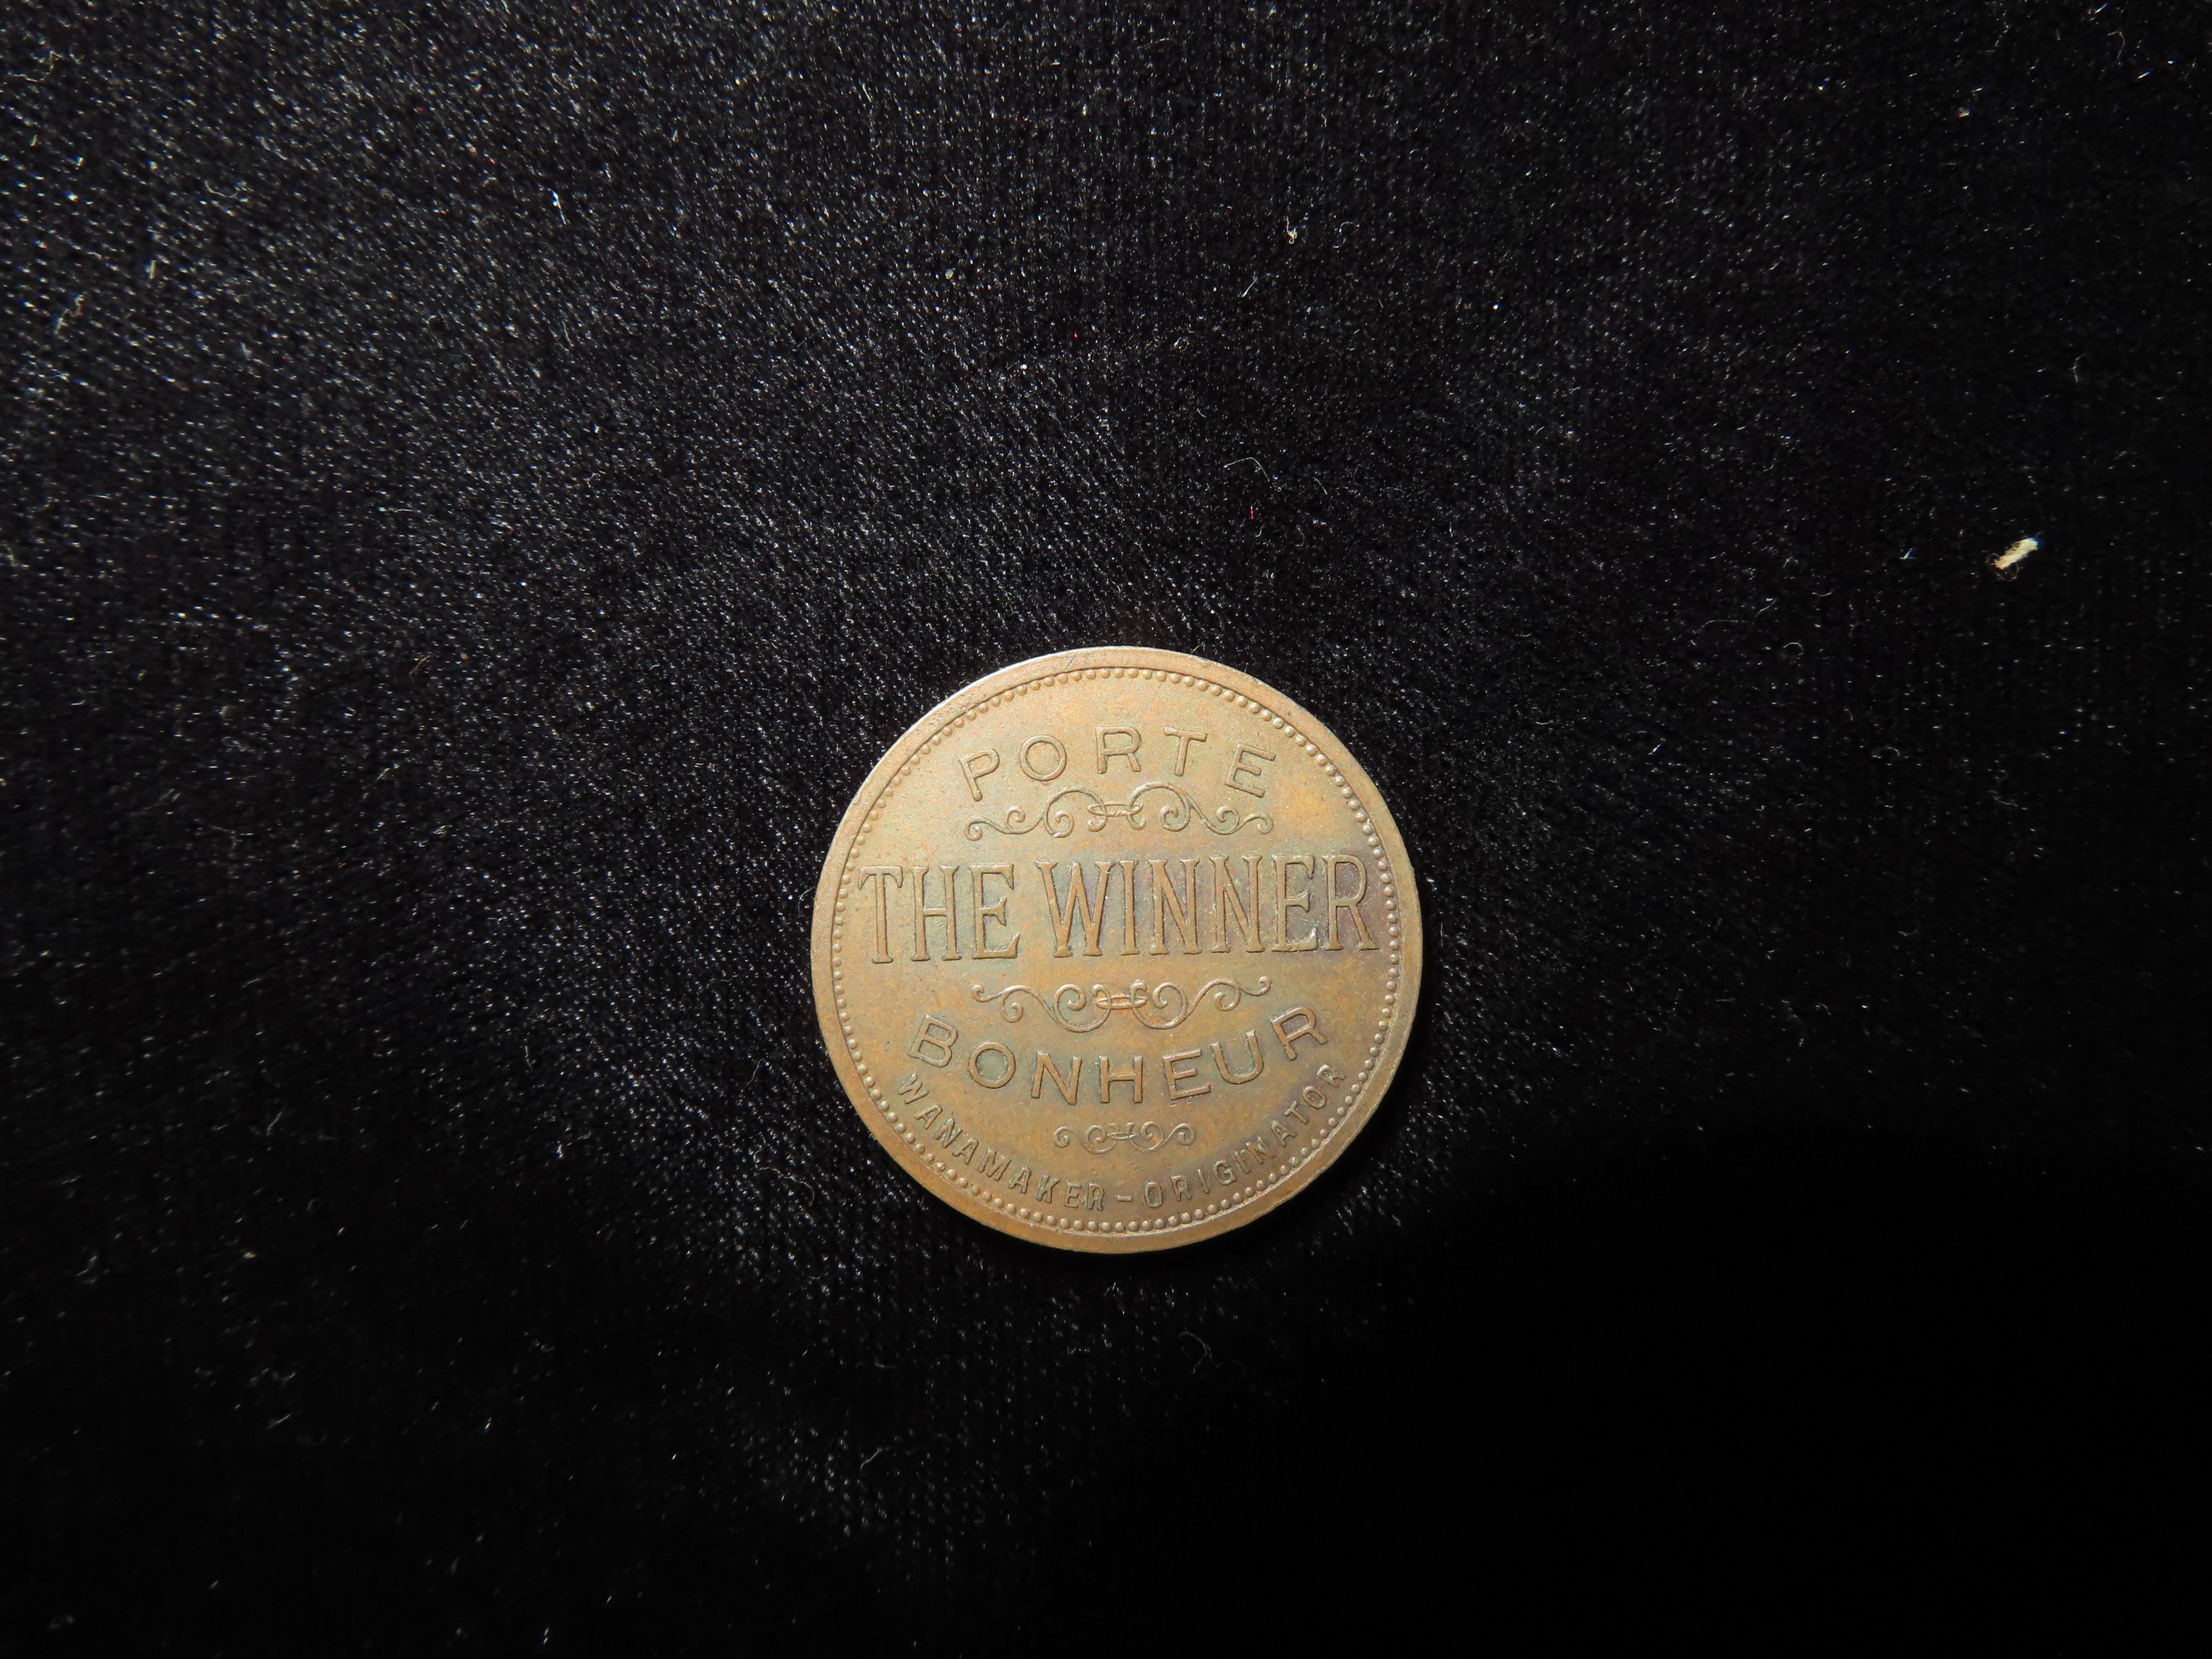 PORTE
THE WINNER
BONHEUR
WANAMAKER-ORIGINATOR